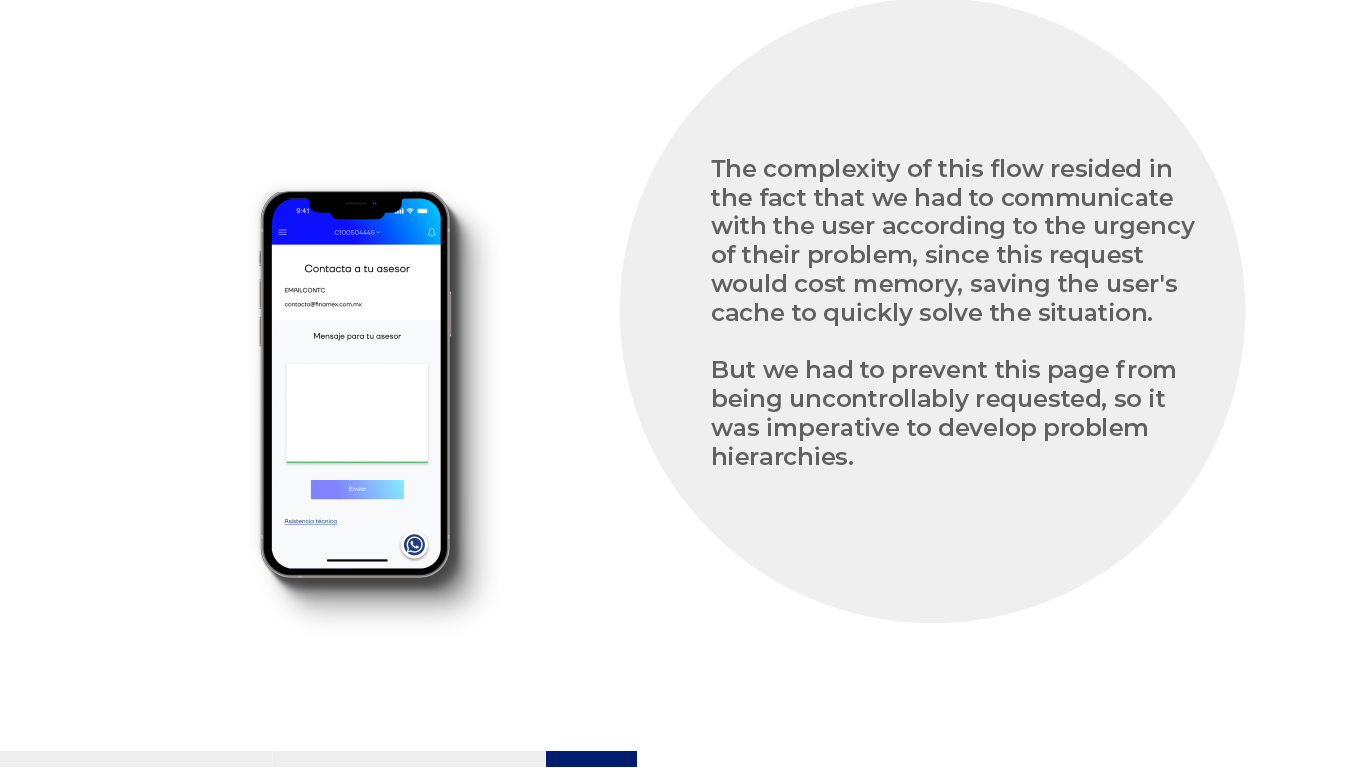 9:41
C100504445
Contacta a tu asesor
EMAILCONTC
contacto@finamex.com.mx
Mensaje para tu asesor
Enviar
Asistencia técnica
The complexity of this flow resided in
the fact that we had to communicate
with the user according to the urgency
of their problem, since this request
would cost memory, saving the user's
cache to quickly solve the situation.
But we had to prevent this page from
being uncontrollably requested, so it
was imperative to develop problem
hierarchies.